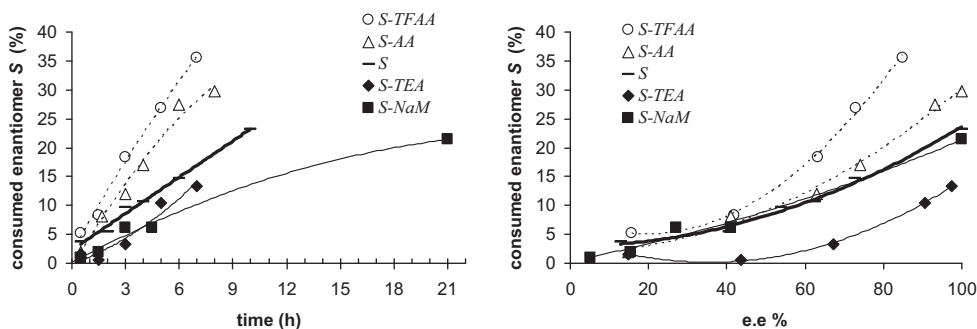 consumed enantiomer S (%)
40
35
30
25
20
15
10
5
0
0 3 6 9 12 15 18 21
time (h)
S-TFAA
S-AA
S
S-TEA
S-NaM
consumed enantiomer S (%)
40
35
30
25
20
15
10
5
0
0 20 40 60 80 100
e.e %
S-TFAA
S-AA
S
S-TEA
S-NaM